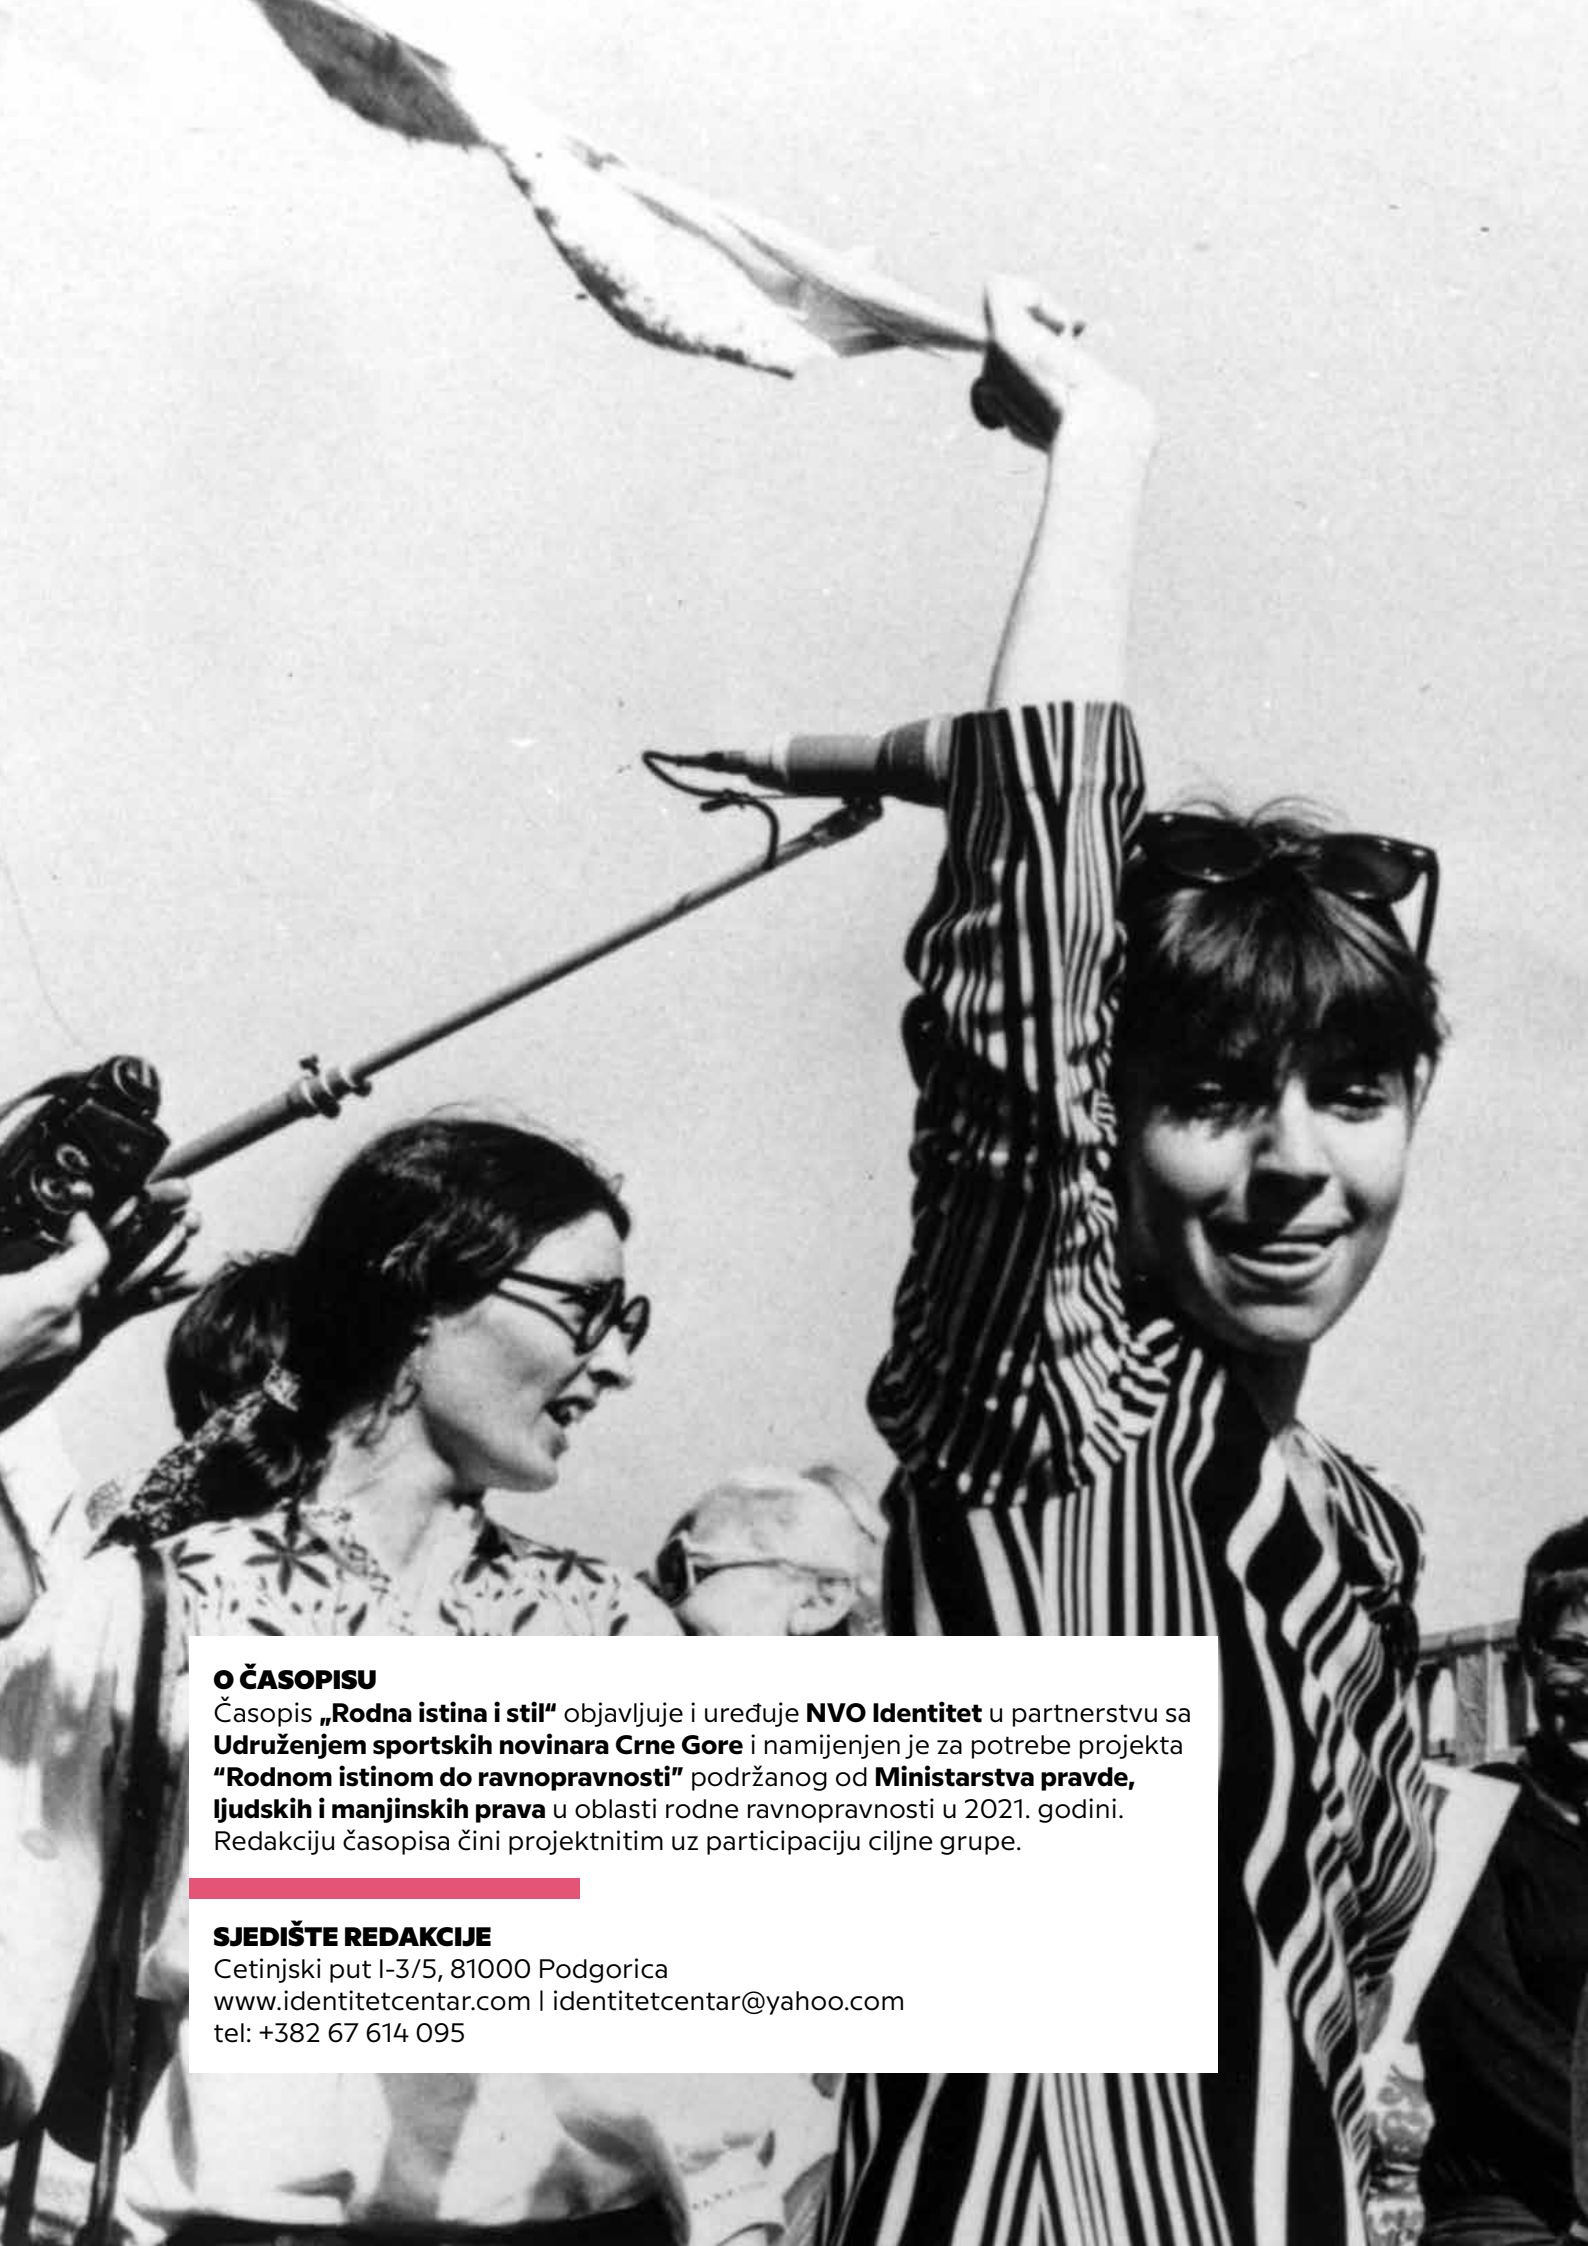 O ČASOPISU
Časopis „Rodna istina i stil“ objavljuje i uređuje NVO Identitet u partnerstvu sa
Udruženjem sportskih novinara Crne Gore i namijenjen je za potrebe projekta
“Rodnom istinom do ravnopravnosti” podržanog od Ministarstva pravde,
ljudskih i manjinskih prava u oblasti rodne ravnopravnosti u 2021. godini.
Redakciju časopisa čini projektnitim uz participaciju ciljne grupe.
SJEDIŠTE REDAKCIJE
Cetinjski put I-3/5, 81000 Podgorica
www.identitetcentar.com | identitetcentar@yahoo.com
tel: +382 67 614 095